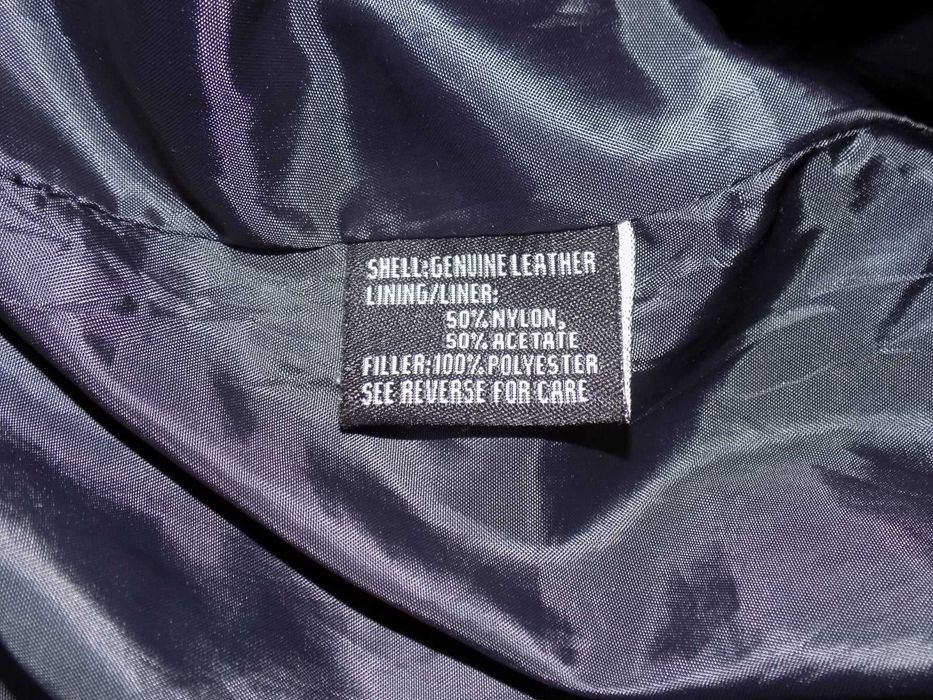 SHELL:GENUINE LEATHER
LINING/LINER:
50% NYLON,
50% ACETATE
FILLER:100% POLYESTER
SEE REVERSE FOR CARE